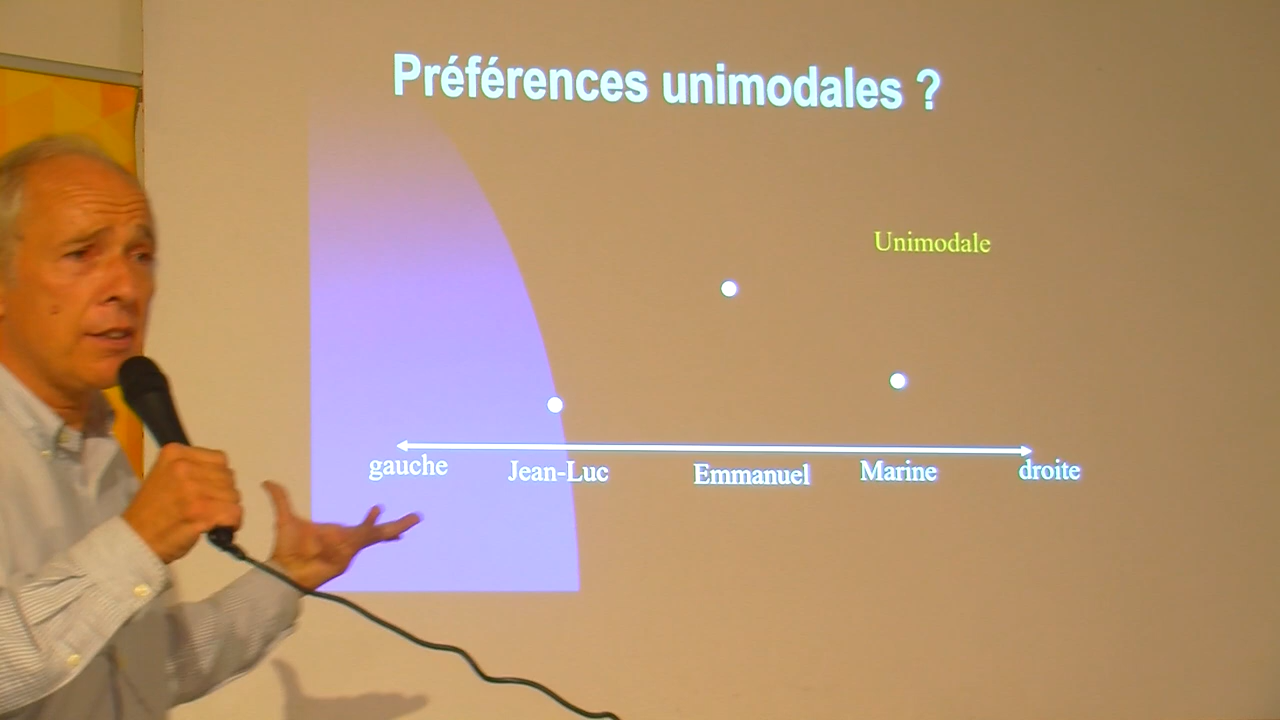 Préférences unimodales ?
Unimodale
gauche Jean-Luc Emmanuel Marine droite